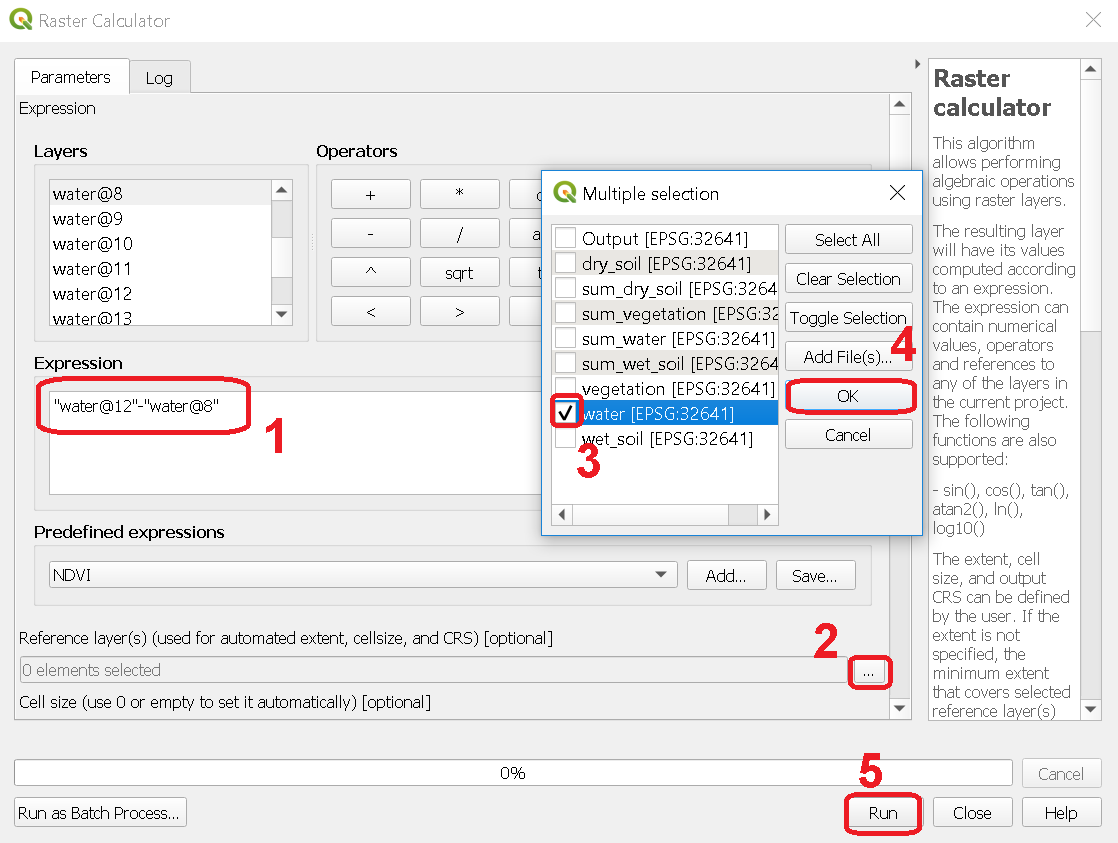 Raster Calculator
Parameters
Log
Expression
Layers
water@8
water@9
water@10
water@11
water@12
water@13
Operators
+
*
-
/
^
sqrt
<
>
Expression
"water@12"-"water@8"
1
Predefined expressions
NDVI
Add...
Save...
Reference layer(s) (used for automated extent, cellsize, and CRS) [optional]
2
0 elements selected
...
Cell size (use 0 or empty to set it automatically) [optional]
Multiple selection
Output [EPSG:32641]
dry_soil [EPSG:32641]
sum_dry_soil [EPSG:3264
sum_vegetation [EPSG:32
sum_water [EPSG:32641]
sum_wet_soil [EPSG:3264
vegetation [EPSG:32641]
water [EPSG:32641]
wet_soil [EPSG:32641]
3
Select All
Clear Selection
Toggle Selection
4
Add File(s)...
OK
Cancel
Raster
calculator
This algorithm
allows performing
algebraic operations
using raster layers.
The resulting layer
will have its values
computed according
to an expression.
The expression can
contain numerical
values, operators
and references to
any of the layers in
the current project.
The following
functions are also
supported:
- sin(), cos(), tan(),
atan2(), ln(),
log10()
The extent, cell
size, and output
CRS can be defined
by the user. If the
extent is not
specified, the
minimum extent
that covers selected
reference layer(s)
0%
Cancel
5
Run as Batch Process...
Run
Close
Help